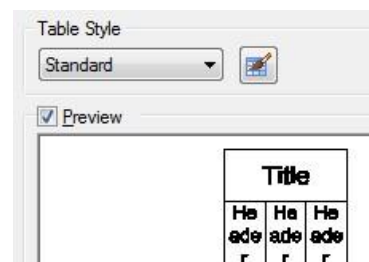 Table Style
Standard
Preview
Title
He He He
ade ade ade
r r r